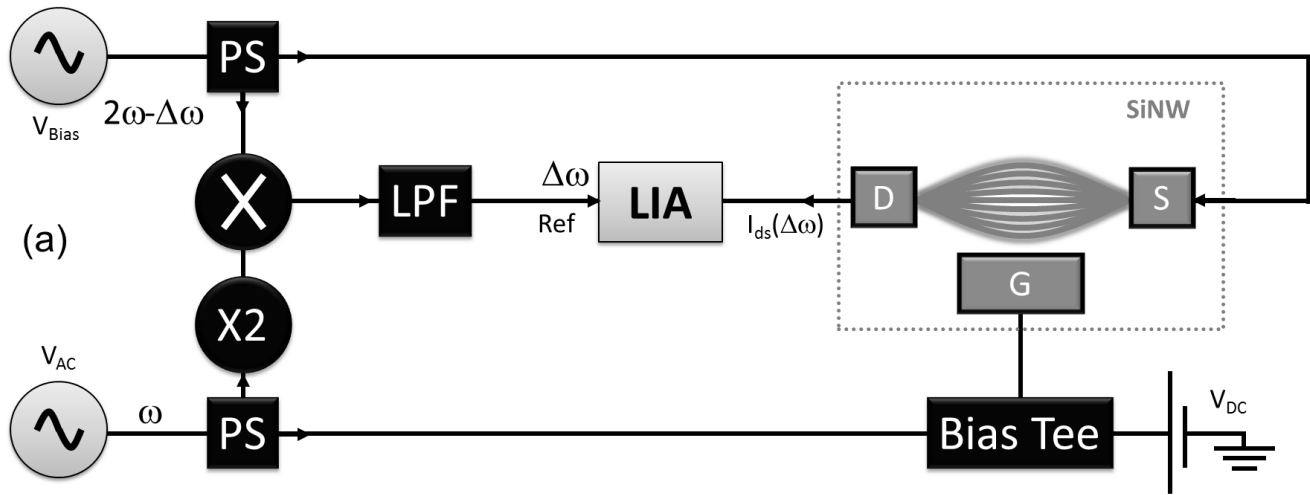 PS
V_Bias
2ω-Δω
SiNW
X
LPF
Δω
Ref
LIA
I_ds(Δω)
D
S
(a)
G
X2
V_AC
ω
PS
Bias Tee
V_DC